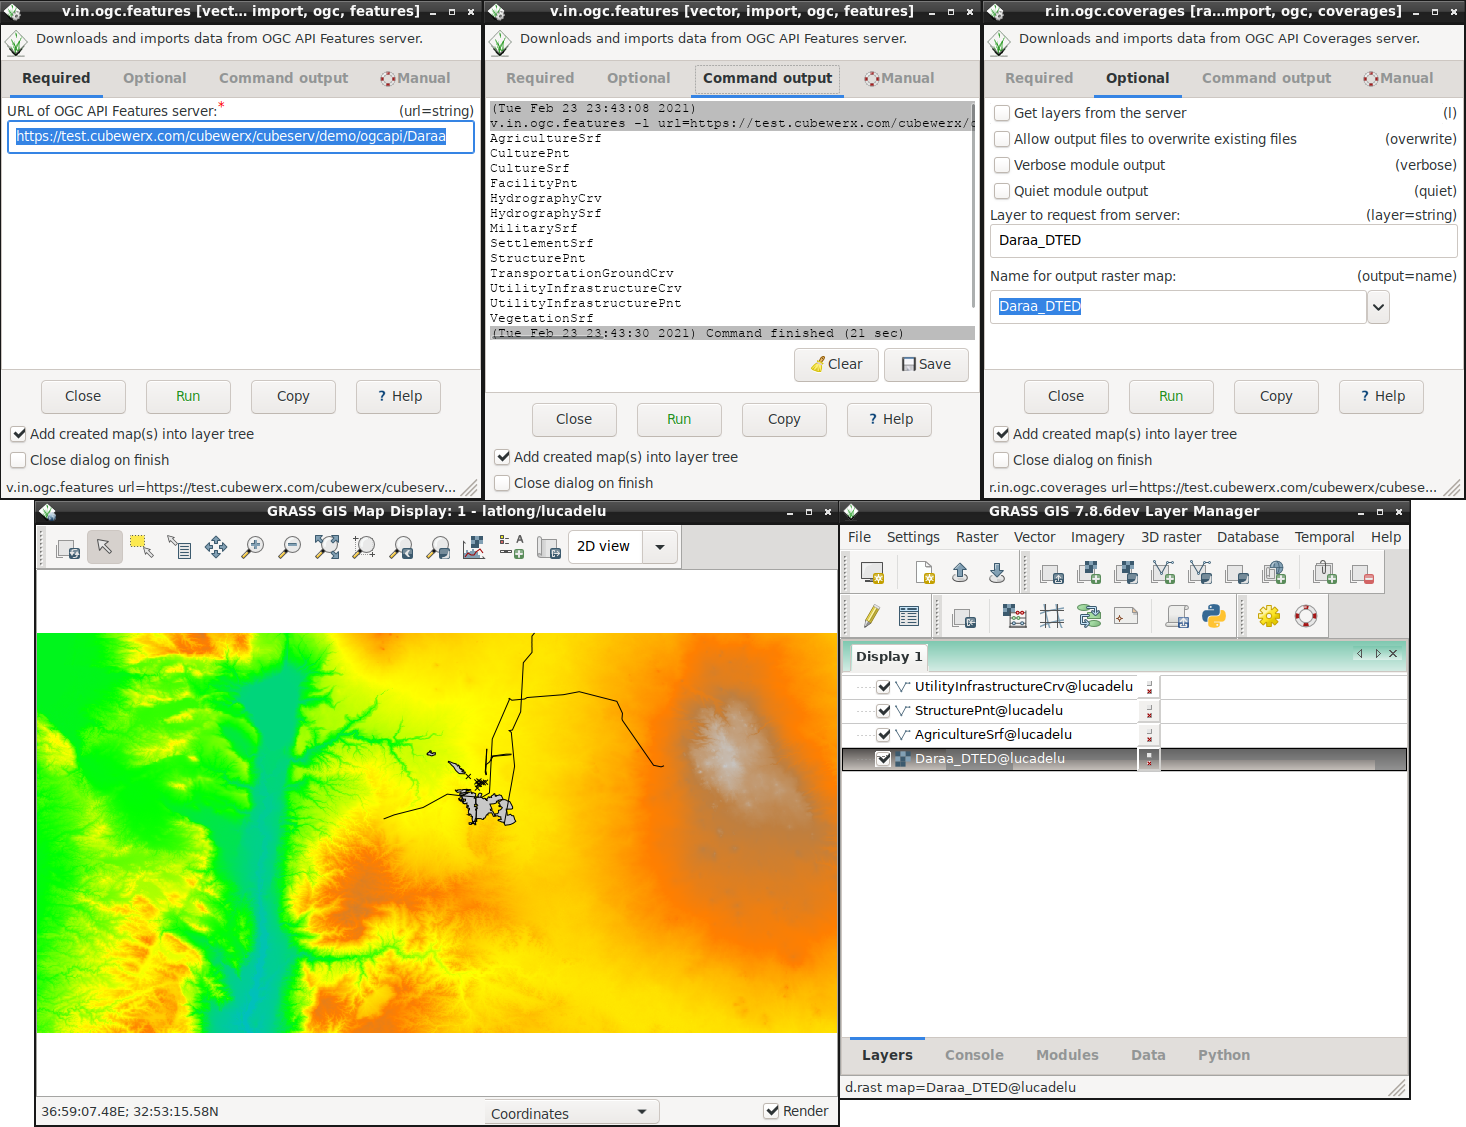 v.in.ogc.features [vect... import, ogc, features]
Downloads and imports data from OGC API Features server.
Required Optional Command output Manual
URL of OGC API Features server:* (url=string)
https://test.cubewerx.com/cubewerx/cubeserv/demo/ogcapi/Daraa
Close Run Copy ? Help
Add created map(s) into layer tree
Close dialog on finish
v.in.ogc.features url=https://test.cubewerx.com/cubewerx/cubeserv...
v.in.ogc.features [vector, import, ogc, features]
Downloads and imports data from OGC API Features server.
Required Optional Command output Manual
(Tue Feb 23 23:43:08 2021)
v.in.ogc.features -l url=https://test.cubewerx.com/cubewerx/
AgricultureSrf
CulturePnt
CultureSrf
FacilityPnt
HydrographyCrv
HydrographySrf
MilitarySrf
SettlementSrf
StructurePnt
TransportationGroundCrv
UtilityInfrastructureCrv
UtilityInfrastructurePnt
VegetationSrf
(Tue Feb 23 23:43:30 2021) Command finished (21 sec)
Clear Save
Close Run Copy ? Help
Add created map(s) into layer tree
Close dialog on finish
r.in.ogc.coverages [ra...mport, ogc, coverages]
Downloads and imports data from OGC API Coverages server.
Required Optional Command output Manual
Get layers from the server (l)
Allow output files to overwrite existing files (overwrite)
Verbose module output (verbose)
Quiet module output (quiet)
Layer to request from server: (layer=string)
Daraa_DTED
Name for output raster map: (output=name)
Daraa_DTED
Close Run Copy ? Help
Add created map(s) into layer tree
Close dialog on finish
r.in.ogc.coverages url=https://test.cubewerx.com/cubewerx/cubese...
GRASS GIS Map Display: 1 - latlong/lucadelu
2D view
36:59:07.48E; 32:53:15.58N
Coordinates
Render
GRASS GIS 7.8.6dev Layer Manager
File Settings Raster Vector Imagery 3D raster Database Temporal Help
Display 1
UtilityInfrastructureCrv@lucadelu
StructurePnt@lucadelu
AgricultureSrf@lucadelu
Daraa_DTED@lucadelu
Layers Console Modules Data Python
d.rast map=Daraa_DTED@lucadelu